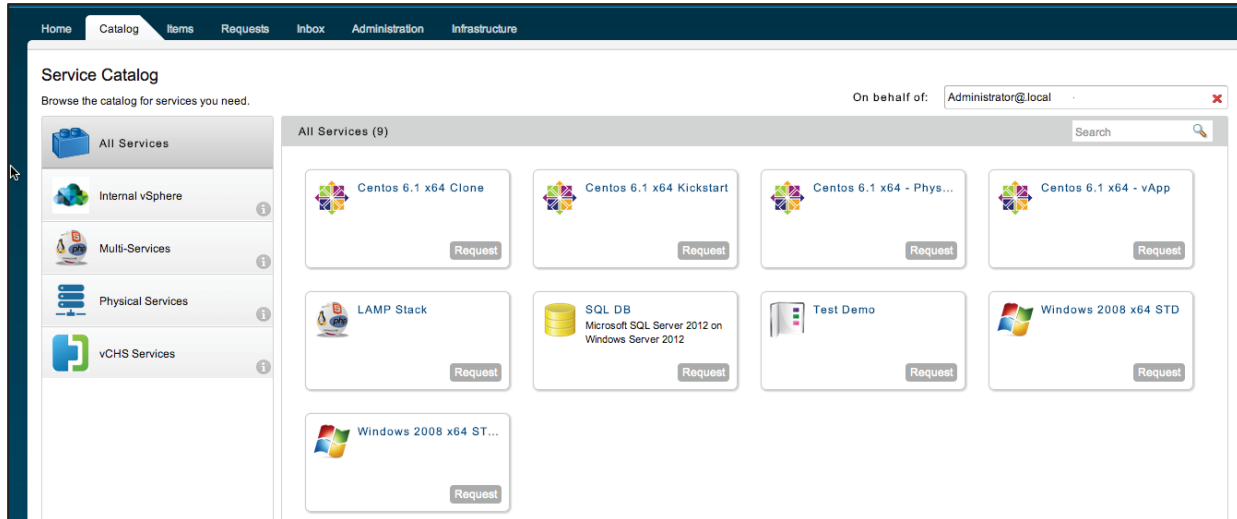 Home Catalog Items Requests Inbox Administration Infrastructure
Service Catalog
Browse the catalog for services you need.
On behalf of: Administrator@.local
All Services
Internal vSphere
Multi-Services
Physical Services
vCHS Services
All Services (9)
Search
Centos 6.1 x64 Clone
Request
Centos 6.1 x64 Kickstart
Request
Centos 6.1 x64 - Phys...
Request
Centos 6.1 x64 - vApp
Request
LAMP Stack
Request
SQL DB
Microsoft SQL Server 2012 on
Windows Server 2012
Request
Test Demo
Request
Windows 2008 x64 STD
Request
Windows 2008 x64 ST...
Request